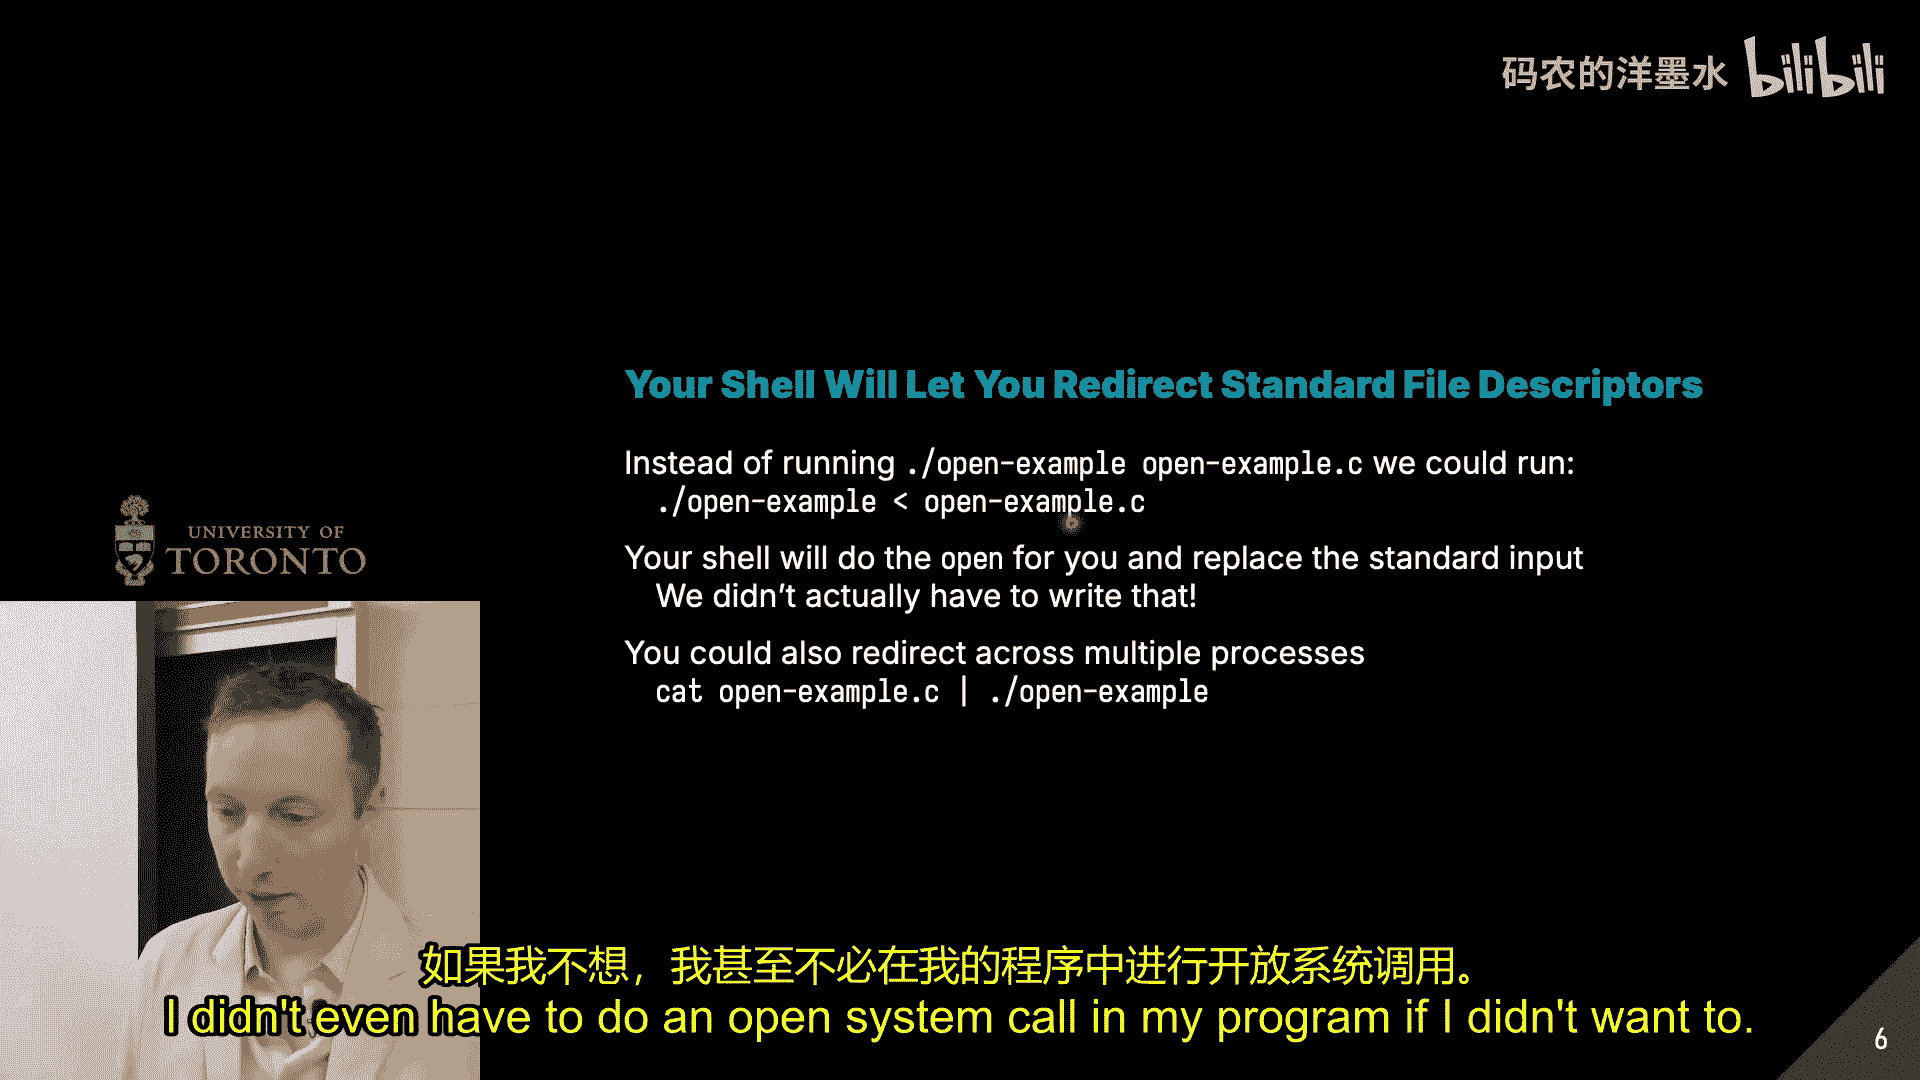 码农的洋墨水 bilibili
Your Shell Will Let You Redirect Standard File Descriptors
Instead of running ./open-example open-example.c we could run:
./open-example < open-example.c
Your shell will do the open for you and replace the standard input
We didn't actually have to write that!
You could also redirect across multiple processes
cat open-example.c | ./open-example
UNIVERSITY OF
TORONTO
如果我不想，我甚至不必在我的程序中进行开放系统调用。
I didn't even have to do an open system call in my program if I didn't want to.
6